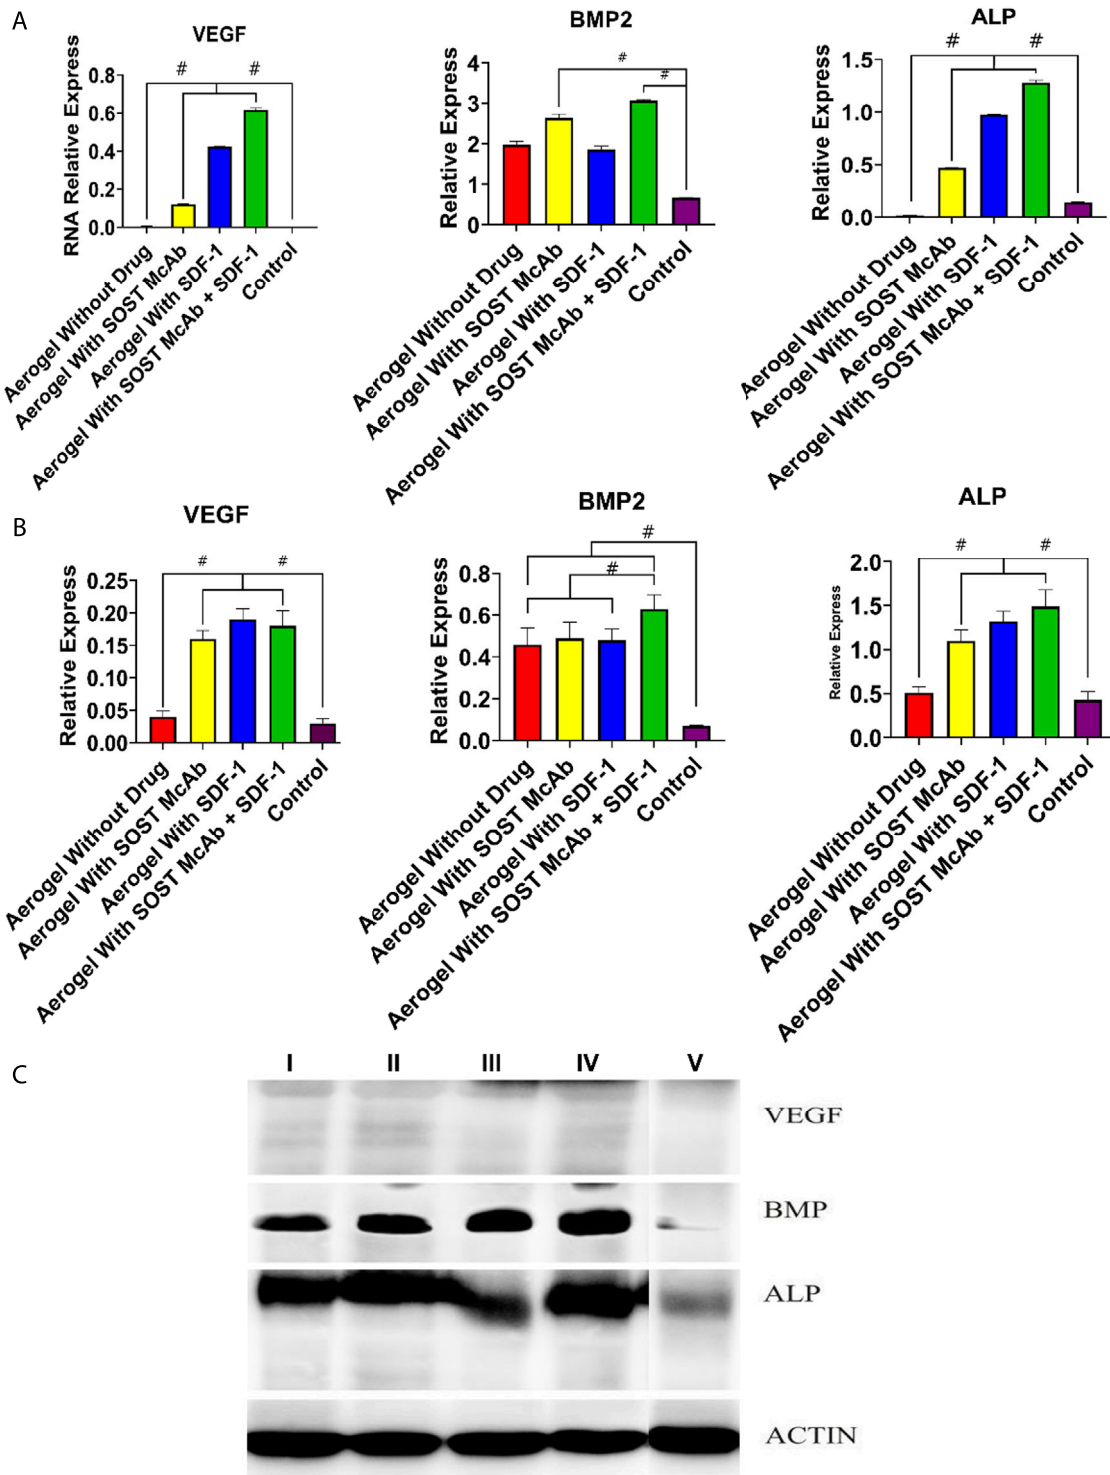 A
VEGF
RNA Relative Express
0.8
0.6
0.4
0.2
0.0
# #
Aerogel Without Drug
Aerogel With SOST McAb
Aerogel With SDF-1
Aerogel With SOST McAb + SDF-1
Control
BMP2
Relative Express
4
3
2
1
0
#
#
Aerogel Without Drug
Aerogel With SOST McAb
Aerogel With SDF-1
Aerogel With SOST McAb + SDF-1
Control
ALP
Relative Express
1.5
1.0
0.5
0.0
# #
Aerogel Without Drug
Aerogel With SOST McAb
Aerogel With SDF-1
Aerogel With SOST McAb + SDF-1
Control
B
VEGF
Relative Express
0.25
0.20
0.15
0.10
0.05
0.00
# #
Aerogel Without Drug
Aerogel With SOST McAb
Aerogel With SDF-1
Aerogel With SOST McAb + SDF-1
Control
BMP2
Relative Express
0.8
0.6
0.4
0.2
0.0
#
#
Aerogel Without Drug
Aerogel With SOST McAb
Aerogel With SDF-1
Aerogel With SOST McAb + SDF-1
Control
ALP
Relative Express
2.0
1.5
1.0
0.5
0.0
# #
Aerogel Without Drug
Aerogel With SOST McAb
Aerogel With SDF-1
Aerogel With SOST McAb + SDF-1
Control
C
I II III IV V
VEGF
BMP
ALP
ACTIN